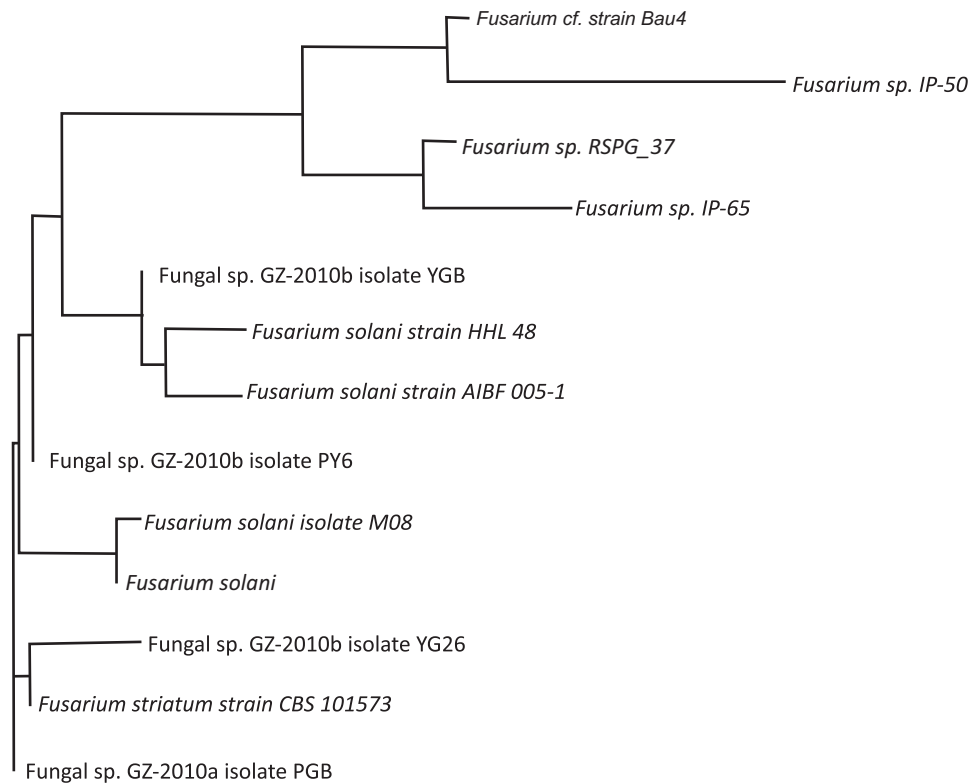 Fusarium cf. strain Bau4
Fusarium sp. IP-50
Fusarium sp. RSPG_37
Fusarium sp. IP-65
Fungal sp. GZ-2010b isolate YGB
Fusarium solani strain HHL 48
Fusarium solani strain AIBF 005-1
Fungal sp. GZ-2010b isolate PY6
Fusarium solani isolate M08
Fusarium solani
Fungal sp. GZ-2010b isolate YG26
Fusarium striatum strain CBS 101573
Fungal sp. GZ-2010a isolate PGB